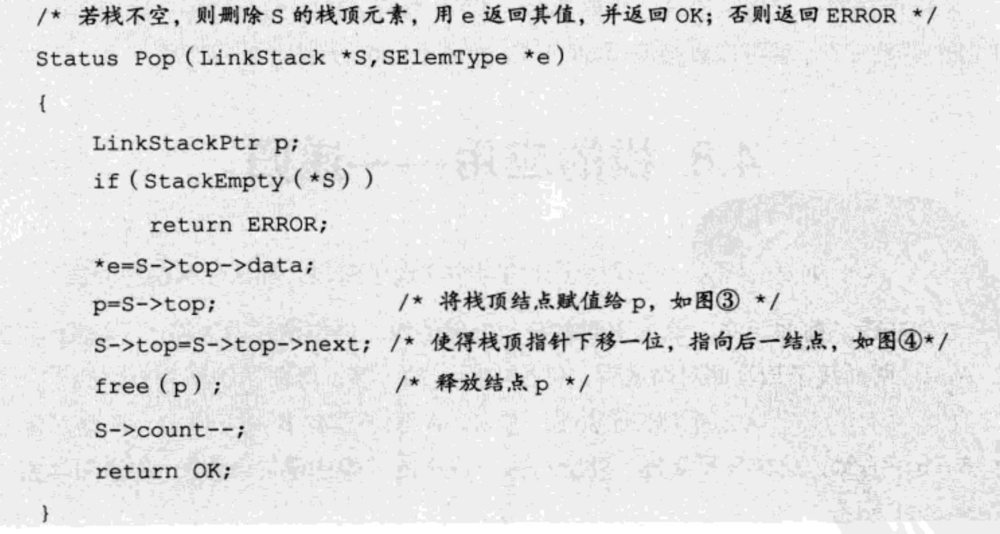 /* 若栈不空，则删除 S 的栈顶元素，用 e 返回其值，并返回 OK；否则返回 ERROR */
Status Pop（LinkStack *S,SElemType *e）
{
LinkStackPtr p;
if（StackEmpty（*S））
return ERROR;
*e=S->top->data;
p=S->top; /* 将栈顶结点赋值给 p，如图③ */
S->top=S->top->next; /* 使得栈顶指针下移一位，指向后一结点，如图④*/
free（p）; /* 释放结点 p */
S->count--;
return OK;
}